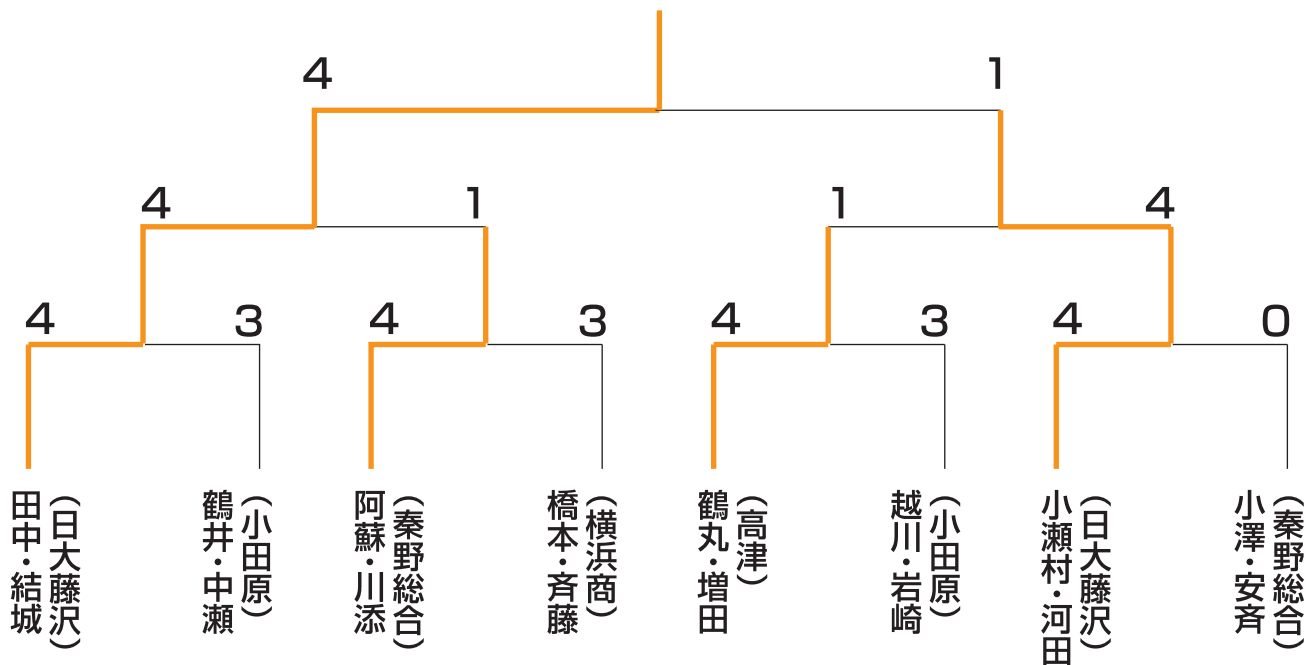 4
1
4
1
1
4
4
3
4
3
4
3
4
0
(日大藤沢)
田中・結城
(小田原)
鶴井・中瀬
(秦野総合)
阿蘇・川添
(横浜商)
橋本・斉藤
(高津)
鶴丸・増田
(小田原)
越川・岩崎
(日大藤沢)
小瀬村・河田
(秦野総合)
小澤・安斉